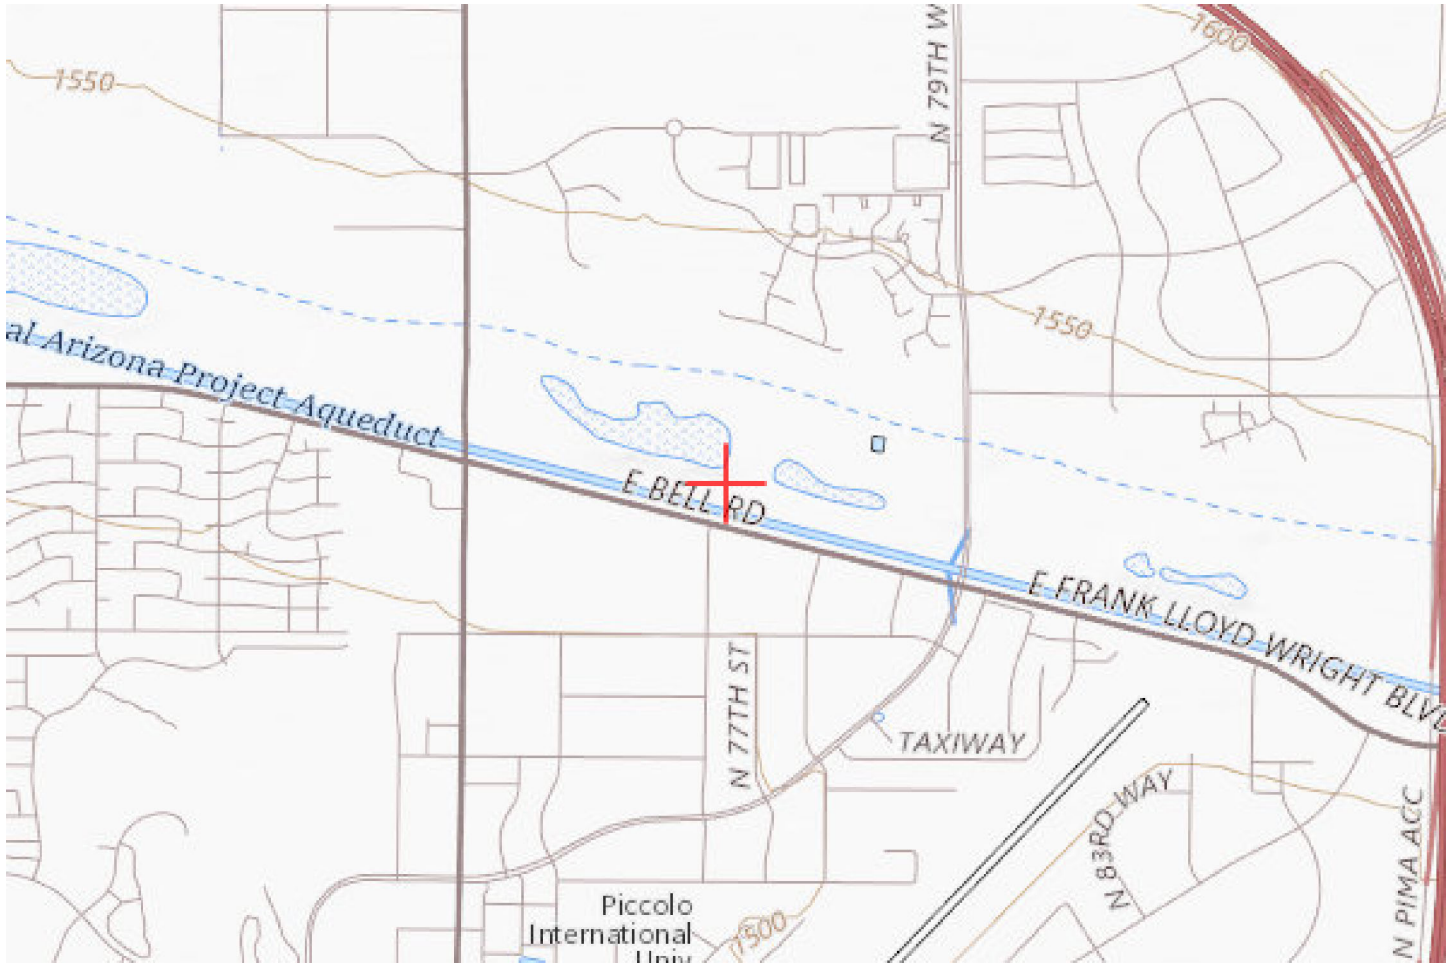 1600
1550
N 79TH W
1550
al Arizona Project Aqueduct
E BELL RD
E FRANK LLOYD WRIGHT BLVD
N 77TH ST
TAXIWAY
N 83RD WAY
N PIMA ACC
Piccolo
International
Univ
1500